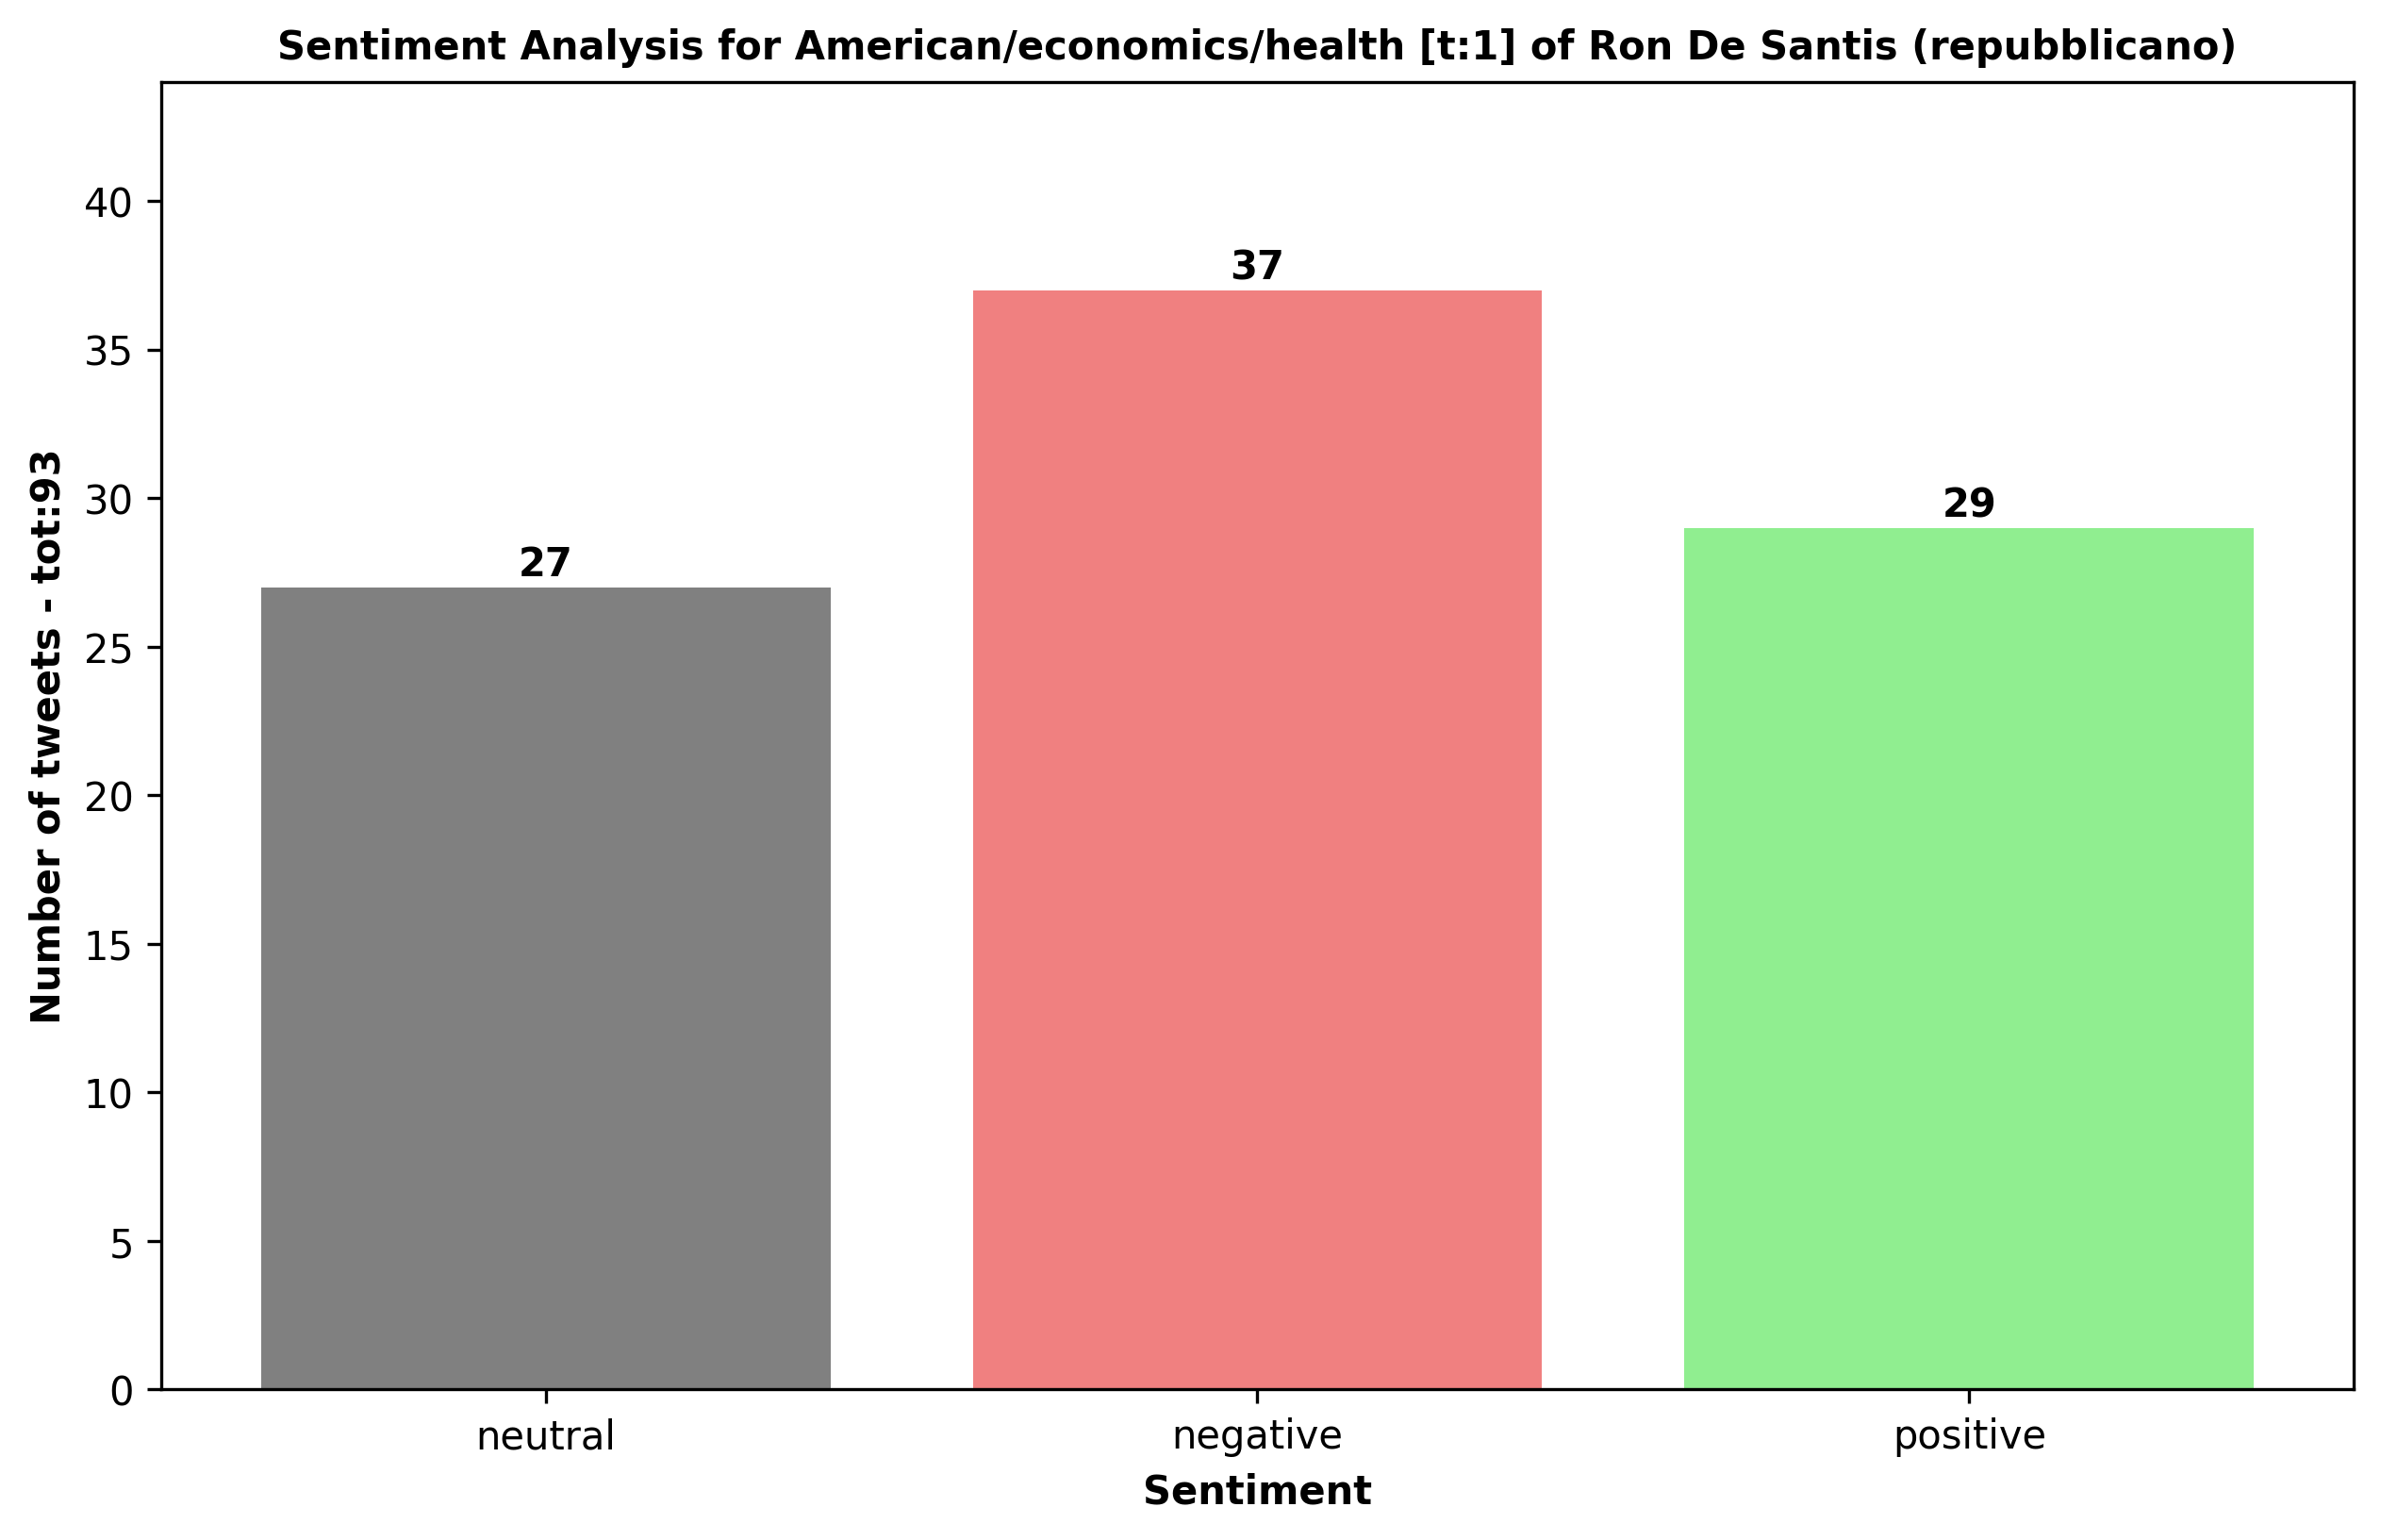 Sentiment Analysis for American/economics/health [t:1] of Ron De Santis (repubblicano)
Number of tweets - tot:93
40
35
30
25
20
15
10
5
0
27
37
29
neutral
negative
positive
Sentiment